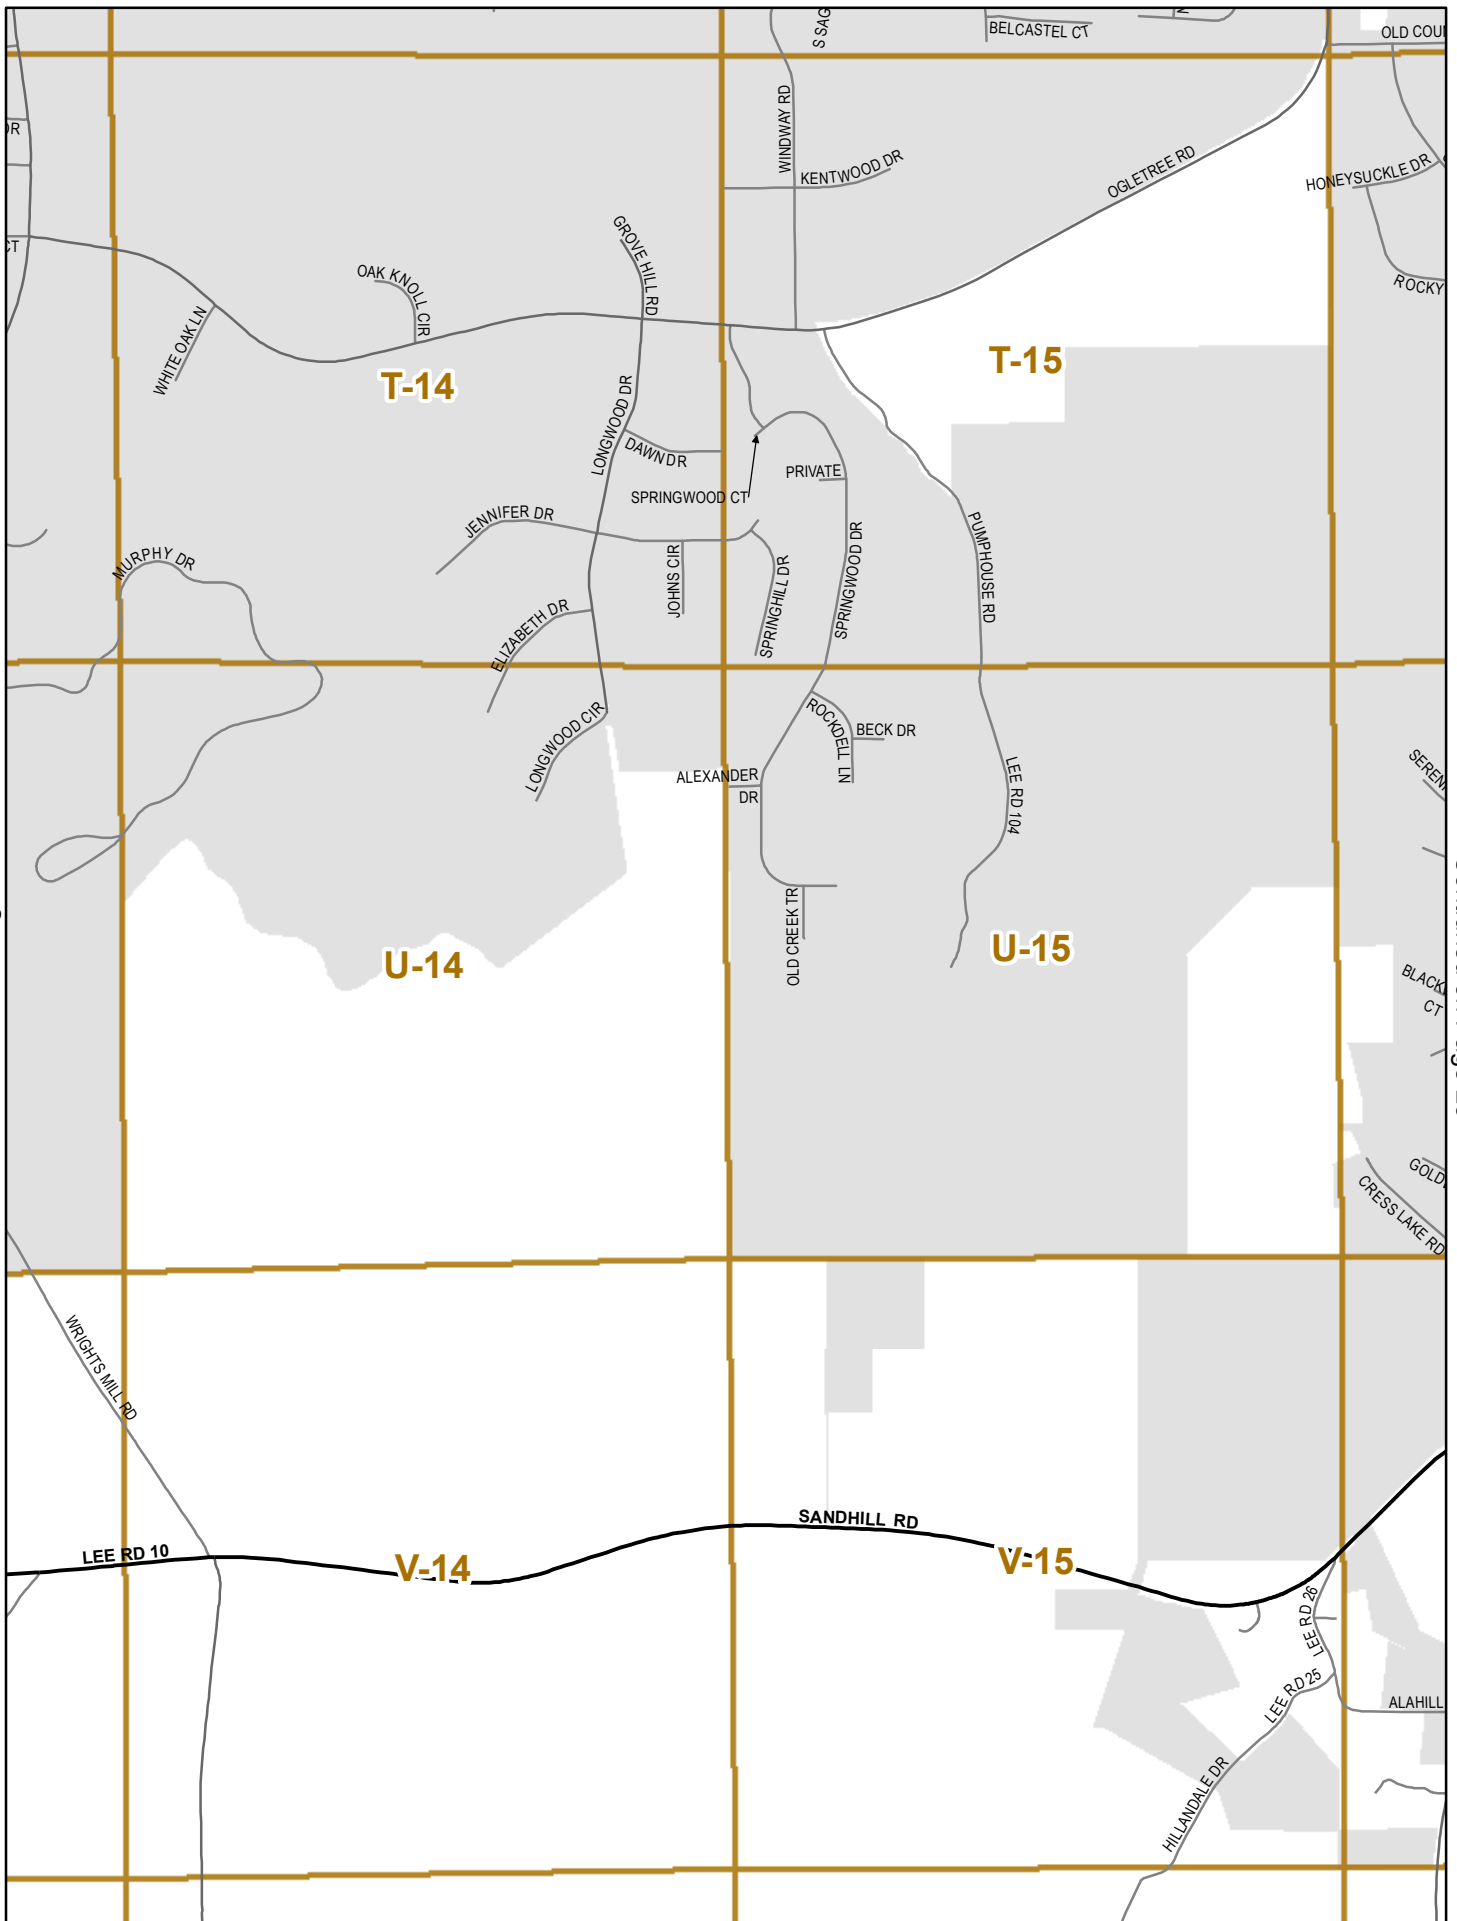 S SAG
BELCASTEL CT
N
OLD COU
DR
WINDWAY RD
KENTWOOD DR
OGLETREE RD
HONEYSUCKLE DR
CT
GROVE HILL RD
OAK KNOLL CIR
ROCKY
WHITE OAK LN
T-14
T-15
LONGWOOD DR
DAWN DR
PRIVATE
SPRINGWOOD CT
JENNIFER DR
PUMPHOUSE RD
MURPHY DR
JOHNS CIR
SPRINGHILL DR
SPRINGWOOD DR
ELIZABETH DR
LONGWOOD CIR
ROCKDELL LN
BECK DR
ALEXANDER
DR
LEE RD 104
OLD CREEK TR
U-14
U-15
BLACK
CT
GOLD
CRESS LAKE RD
WRIGHTS MILL RD
SANDHILL RD
LEE RD 10
V-14
V-15
LEE RD 26
LEE RD 25
ALAHILL
HILLANDALE DR